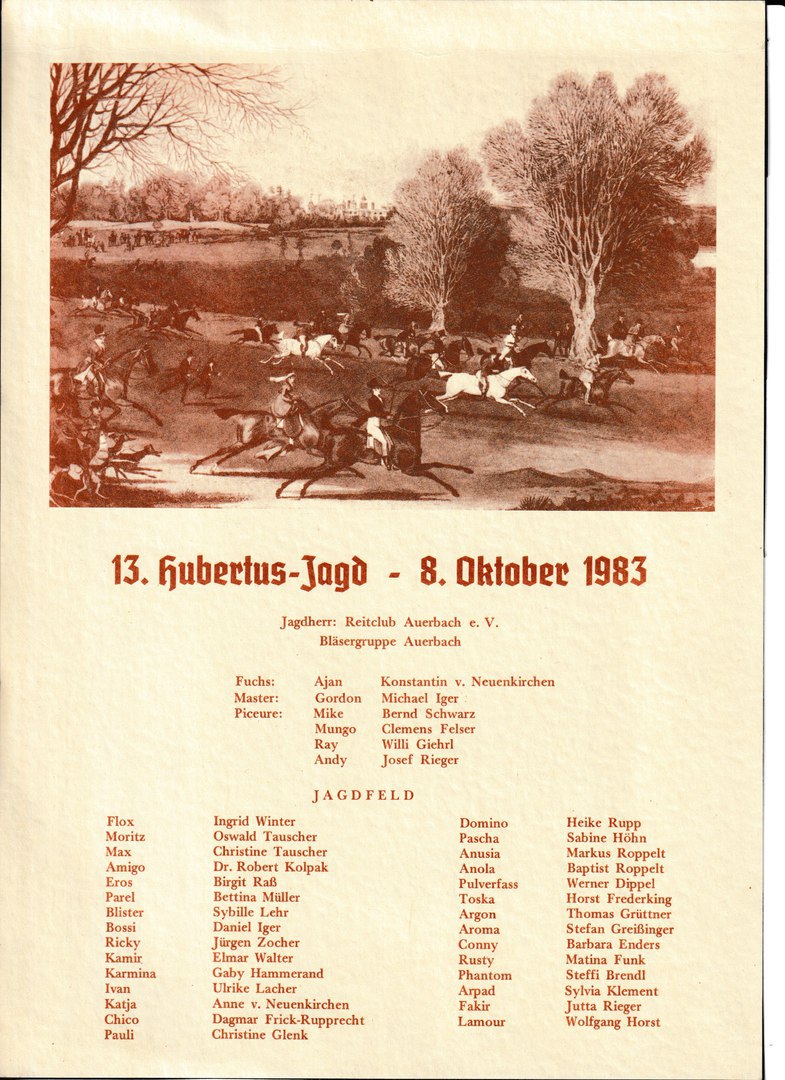 13. Hubertus-Jagd - 8. Oktober 1983
Jagdherr: Reitclub Auerbach e. V.
Bläsergruppe Auerbach
Fuchs: Ajan Konstantin v. Neuenkirchen
Master: Gordon Michael Iger
Piceure: Mike Bernd Schwarz
Mungo Clemens Felser
Ray Willi Giehrl
Andy Josef Rieger
JAGDFELD
Flox Ingrid Winter
Moritz Oswald Tauscher
Max Christine Tauscher
Amigo Dr. Robert Kolpak
Eros Birgit Raß
Parel Bettina Müller
Blister Sybille Lehr
Bossi Daniel Iger
Ricky Jürgen Zocher
Kamir Elmar Walter
Karmina Gaby Hammerand
Ivan Ulrike Lacher
Katja Anne v. Neuenkirchen
Chico Dagmar Frick-Rupprecht
Pauli Christine Glenk
Domino Heike Rupp
Pascha Sabine Höhn
Anusia Markus Roppelt
Anola Baptist Roppelt
Pulverfass Werner Dippel
Toska Horst Frederking
Argon Thomas Grüttner
Aroma Stefan Greißinger
Conny Barbara Enders
Rusty Matina Funk
Phantom Steffi Brendl
Arpad Sylvia Klement
Fakir Jutta Rieger
Lamour Wolfgang Horst